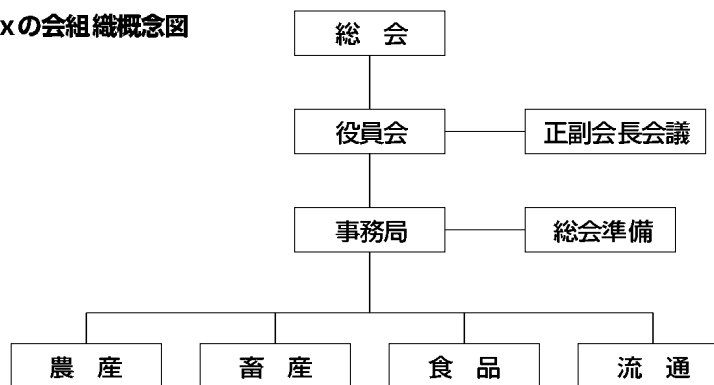 xの会組織概念図
総　会
役員会
正副会長会議
事務局
総会準備
農　産
畜　産
食　品
流　通